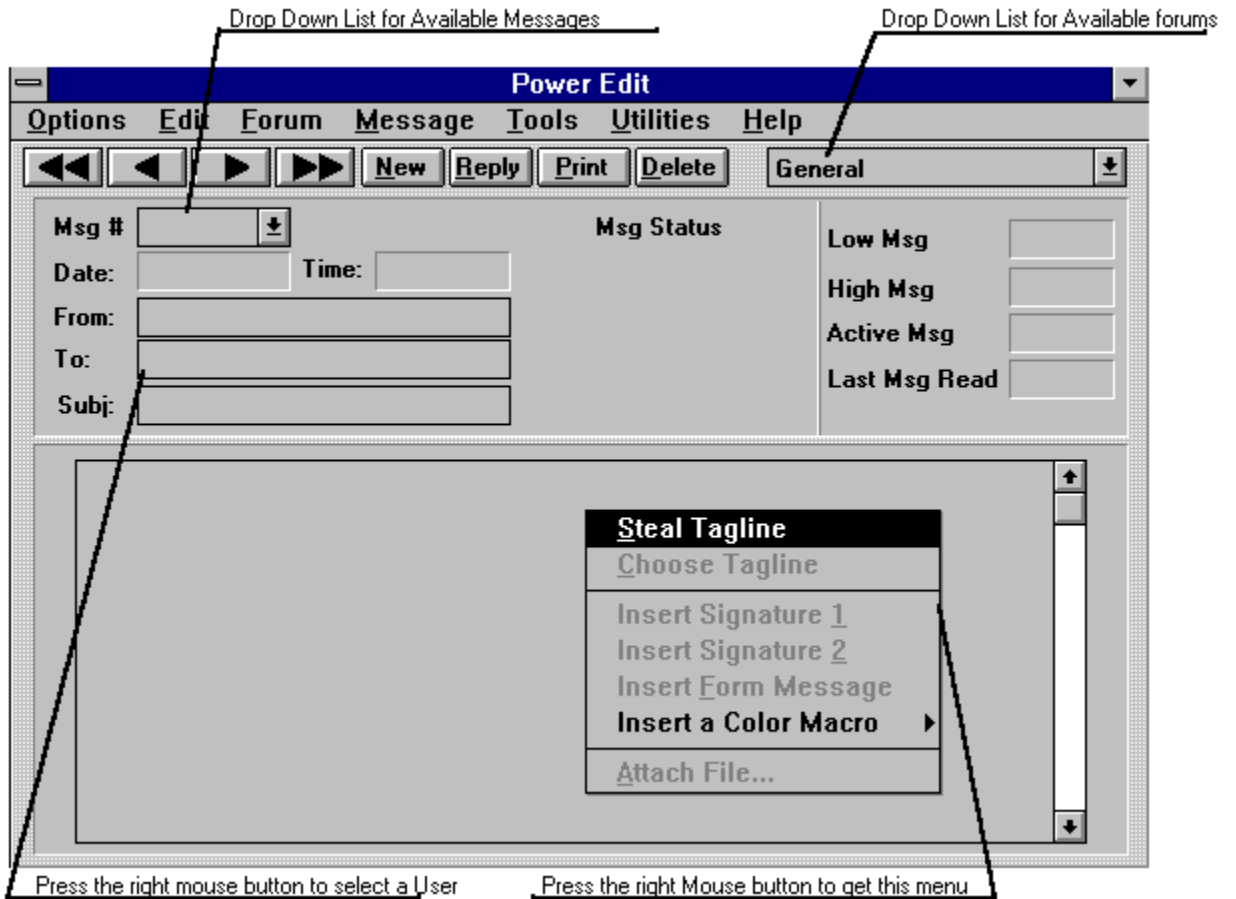 Drop Down List for Available Messages
Drop Down List for Available forums
Power Edit
Options Edit Forum Message Tools Utilities Help
New Reply Print Delete General
Msg # Msg Status
Low Msg
Date: Time:
High Msg
From:
Active Msg
To:
Last Msg Read
Subj:
Steal Tagline
Choose Tagline
Insert Signature 1
Insert Signature 2
Insert Form Message
Insert a Color Macro
Attach File...
Press the right mouse button to select a User
Press the right Mouse button to get this menu